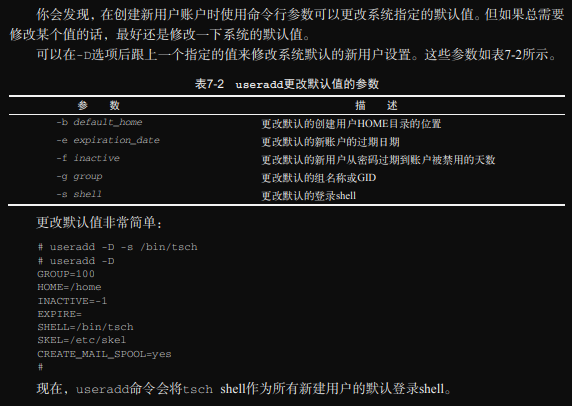 你会发现，在创建新用户账户时使用命令行参数可以更改系统指定的默认值。但如果总需要
修改某个值的话，最好还是修改一下系统的默认值。
可以在-D选项后跟上一个指定的值来修改系统默认的新用户设置。这些参数如表7-2所示。
表7-2 useradd更改默认值的参数
参 数 描 述
-b default_home 更改默认的创建用户HOME目录的位置
-e expiration_date 更改默认的新账户的过期日期
-f inactive 更改默认的新用户从密码过期到账户被禁用的天数
-g group 更改默认的组名称或GID
-s shell 更改默认的登录shell
更改默认值非常简单：
# useradd -D -s /bin/tsch
# useradd -D
GROUP=100
HOME=/home
INACTIVE=-1
EXPIRE=
SHELL=/bin/tsch
SKEL=/etc/skel
CREATE_MAIL_SPOOL=yes
#
现在，useradd命令会将tsch shell作为所有新建用户的默认登录shell。